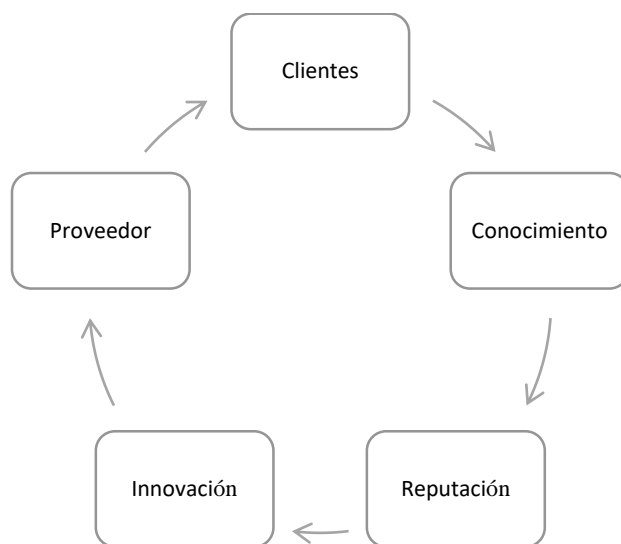 Clientes
Conocimiento
Reputación
Innovación
Proveedor